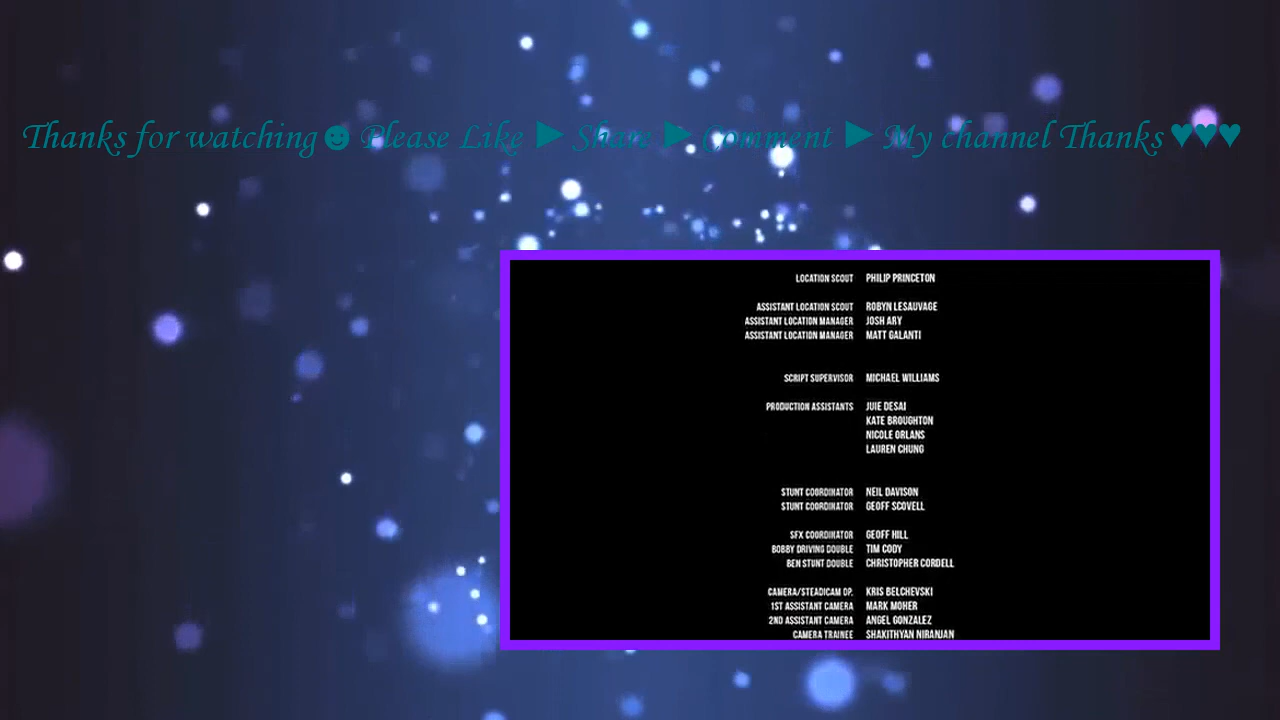 Thanks for watching☻Please Like ► Share ► Comment ► My channel Thanks ♥♥♥
LOCATION SCOUT PHILIP PRINCETON
ASSISTANT LOCATION SCOUT ROBYN LESAUVAGE
ASSISTANT LOCATION MANAGER JOSH ARY
ASSISTANT LOCATION MANAGER MATT GALANTI
SCRIPT SUPERVISOR MICHAEL WILLIAMS
PRODUCTION ASSISTANTS JUIE DESAI
KATE BROUGHTON
NICOLE ORLANS
LAUREN CHUNG
STUNT COORDINATOR NEIL DAVISON
STUNT COORDINATOR GEOFF SCOVELL
SFX COORDINATOR GEOFF HILL
BOBBY DRIVING DOUBLE TIM CODY
BEN STUNT DOUBLE CHRISTOPHER CORDELL
CAMERA/STEADICAM OP. KRIS BELCHEVSKI
1ST ASSISTANT CAMERA MARK MOHER
2ND ASSISTANT CAMERA ANGEL GONZALEZ
CAMERA TRAINEE SHAKITHYAN NIRANJAN